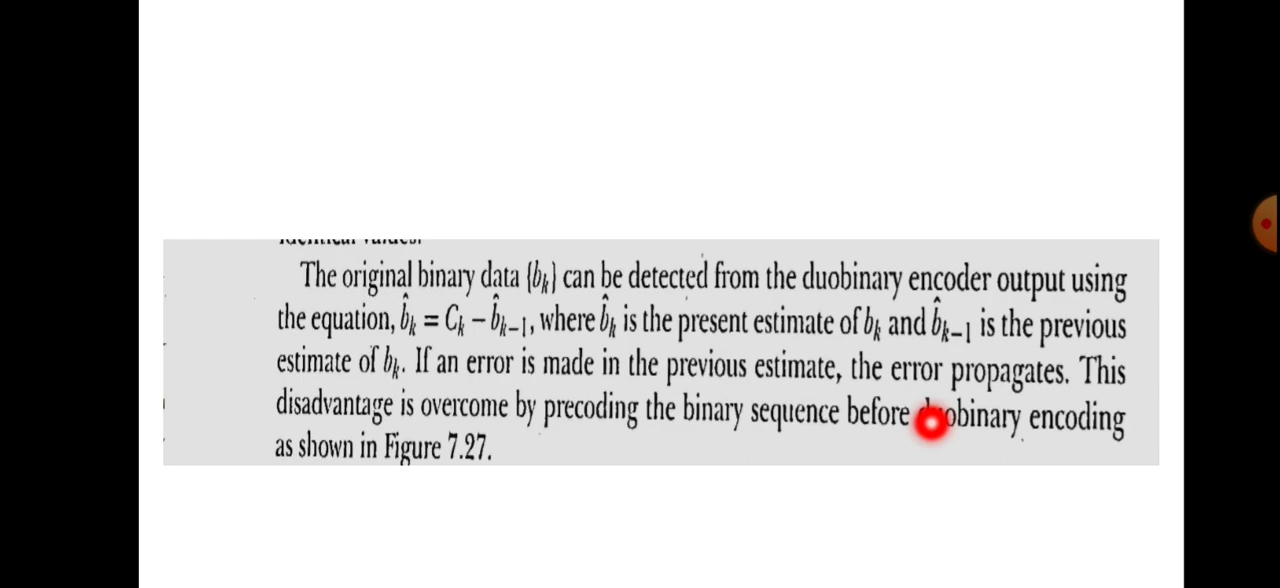 The original binary data {bₖ} can be detected from the duobinary encoder output using
the equation, b̂ₖ = Cₖ – b̂ₖ₋₁, where b̂ₖ is the present estimate of bₖ and b̂ₖ₋₁ is the previous
estimate of bₖ. If an error is made in the previous estimate, the error propagates. This
disadvantage is overcome by precoding the binary sequence before duobinary encoding
as shown in Figure 7.27.